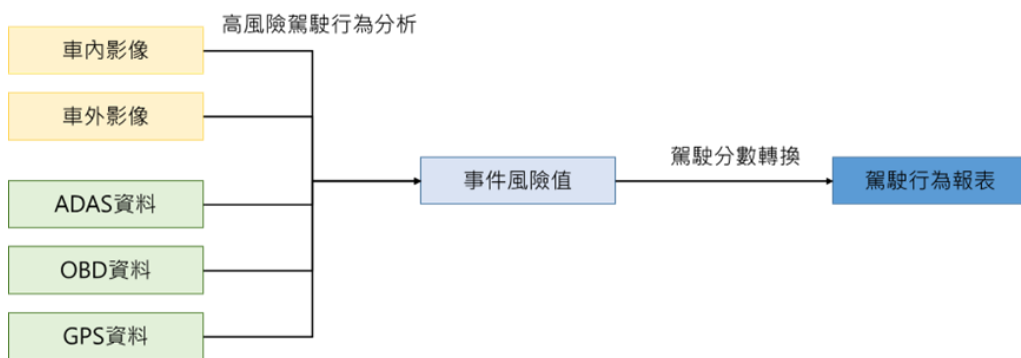 高風險駕駛行為分析
車內影像
車外影像
ADAS資料
OBD資料
GPS資料
事件風險值
駕駛分數轉換
駕駛行為報表